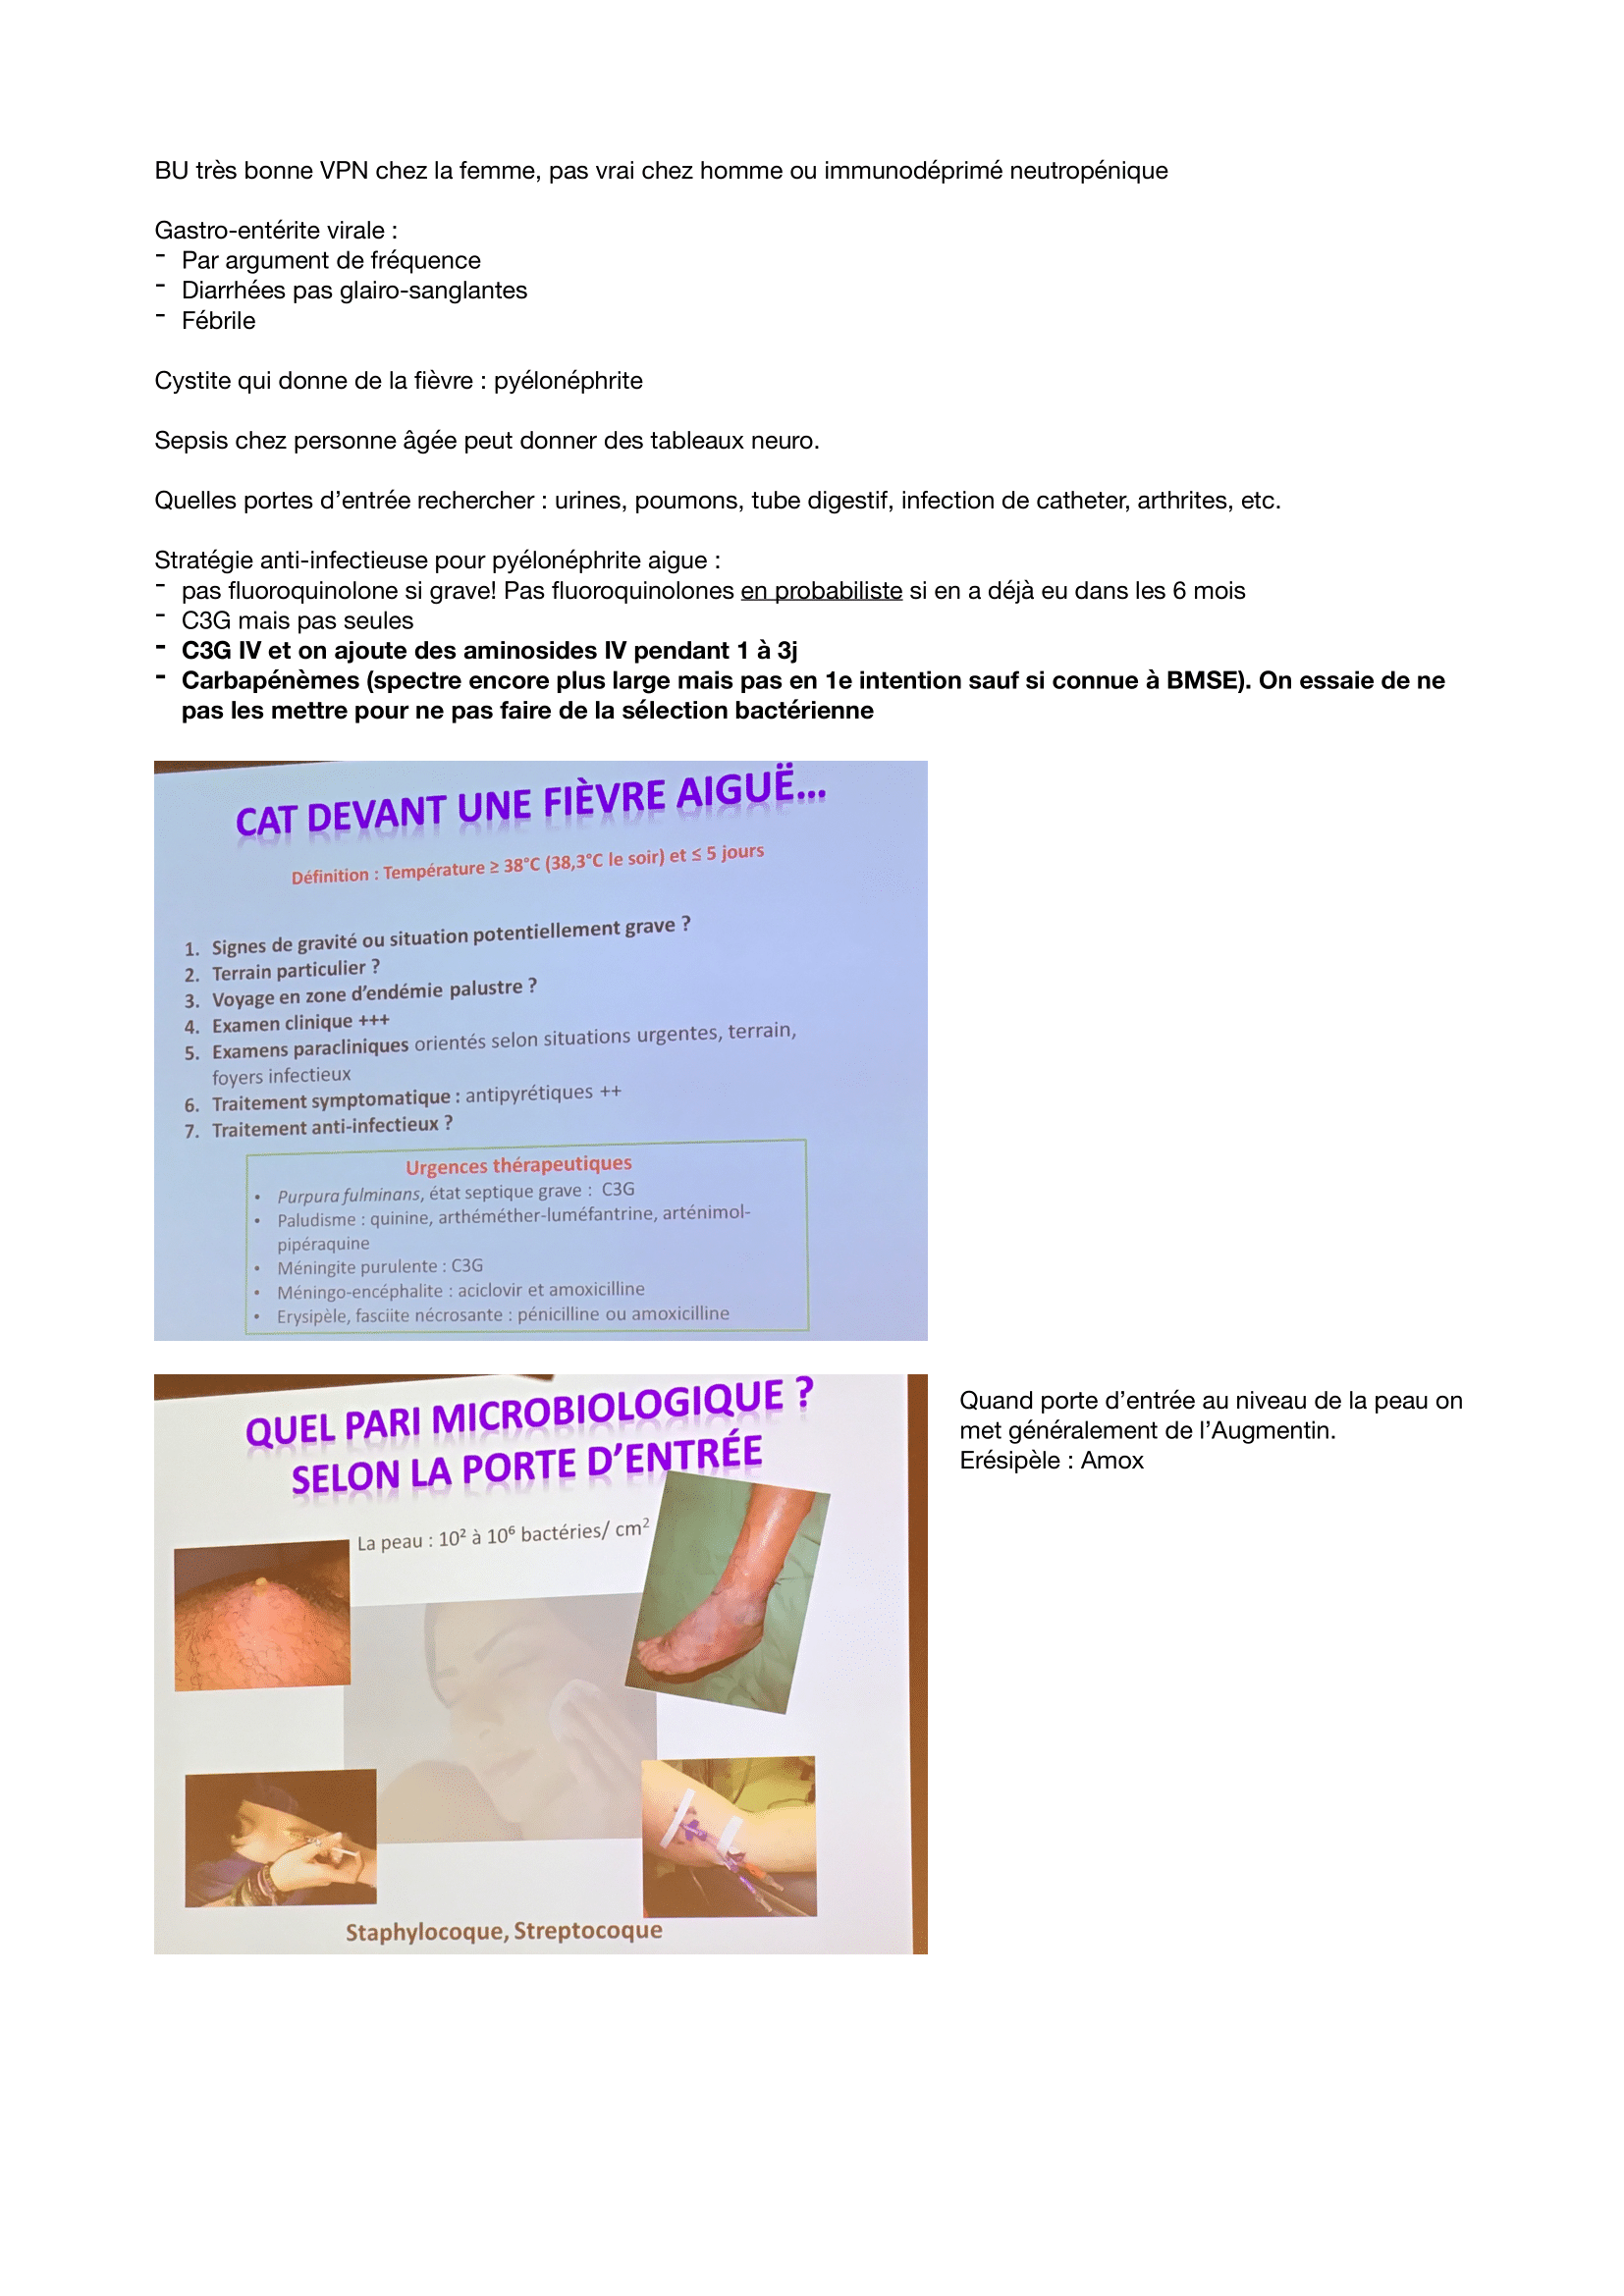 BU très bonne VPN chez la femme, pas vrai chez homme ou immunodéprimé neutropénique
Gastro-entérite virale :
- Par argument de fréquence
- Diarrhées pas glairo-sanglantes
- Fébrile
Cystite qui donne de la fièvre : pyélonéphrite
Sepsis chez personne âgée peut donner des tableaux neuro.
Quelles portes d’entrée rechercher : urines, poumons, tube digestif, infection de catheter, arthrites, etc.
Stratégie anti-infectieuse pour pyélonéphrite aigue :
- pas fluoroquinolone si grave! Pas fluoroquinolones en probabiliste si en a déjà eu dans les 6 mois
- C3G mais pas seules
- C3G IV et on ajoute des aminosides IV pendant 1 à 3j
- Carbapénèmes (spectre encore plus large mais pas en 1e intention sauf si connue à BMSE). On essaie de ne
pas les mettre pour ne pas faire de la sélection bactérienne
CAT DEVANT UNE FIÈVRE AIGUË...
Définition : Température ≥ 38°C (38,3°C le soir) et ≤ 5 jours
1. Signes de gravité ou situation potentiellement grave ?
2. Terrain particulier ?
3. Voyage en zone d’endémie palustre ?
4. Examen clinique +++
5. Examens paracliniques orientés selon situations urgentes, terrain,
foyers infectieux
6. Traitement symptomatique : antipyrétiques ++
7. Traitement anti-infectieux ?
Urgences thérapeutiques
• Purpura fulminans, état septique grave : C3G
• Paludisme : quinine, arthéméther-luméfantrine, arténimol-
pipéraquine
• Méningite purulente : C3G
• Méningo-encéphalite : aciclovir et amoxicilline
• Erysipèle, fasciite nécrosante : pénicilline ou amoxicilline
QUEL PARI MICROBIOLOGIQUE ?
SELON LA PORTE D’ENTRÉE
La peau : 10² à 10⁶ bactéries/ cm²
Staphylocoque, Streptocoque
Quand porte d’entrée au niveau de la peau on
met généralement de l’Augmentin.
Erésipèle : Amox